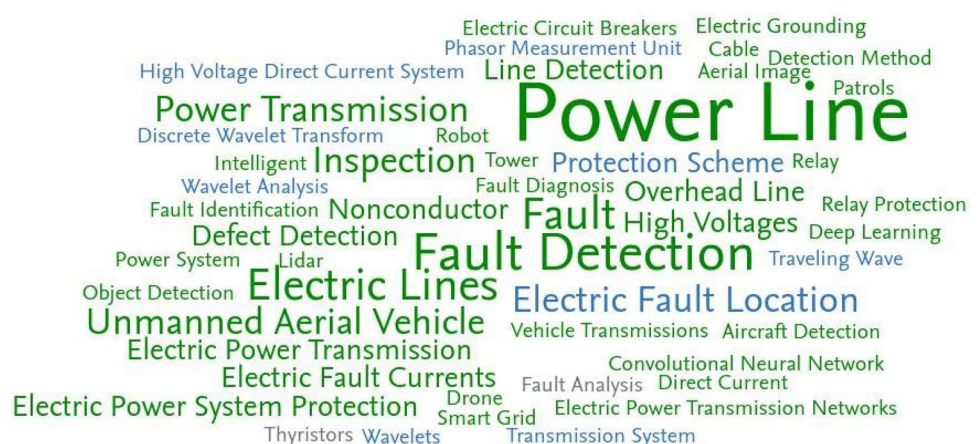 Electric Circuit Breakers Electric Grounding
Phasor Measurement Unit Cable Detection Method
High Voltage Direct Current System Line Detection Aerial Image
Patrols
Power Transmission Power Line
Discrete Wavelet Transform Robot
Intelligent Inspection Tower Protection Scheme Relay
Wavelet Analysis Fault Diagnosis Overhead Line
Fault Identification Nonconductor Fault High Voltages Relay Protection
Defect Detection Deep Learning
Power System Lidar Fault Detection Traveling Wave
Object Detection Electric Lines Electric Fault Location
Unmanned Aerial Vehicle Vehicle Transmissions Aircraft Detection
Electric Power Transmission
Convolutional Neural Network
Electric Fault Currents Fault Analysis Direct Current
Electric Power System Protection Drone Electric Power Transmission Networks
Smart Grid
Thyristors Wavelets Transmission System